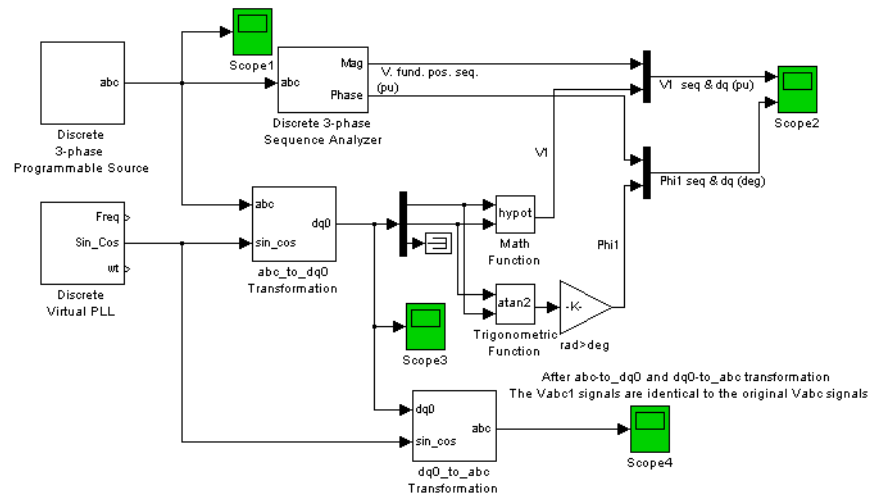 Scope1
abc
Discrete
3-phase
Programmable Source
abc
Mag
Phase
Discrete 3-phase
Sequence Analyzer
V. fund. pos. seq.
(pu)
V1 seq & dq (pu)
Scope2
V1
Phi1 seq & dq (deg)
Freq
Sin_Cos
wt
Discrete
Virtual PLL
abc
sin_cos
dq0
abc_to_dq0
Transformation
hypot
Math
Function
Phi1
atan2
Trigonometric
Function
-K-
rad>deg
Scope3
After abc-to_dq0 and dq0-to_abc transformation
The Vabc1 signals are identical to the original Vabc signals
dq0
sin_cos
abc
dq0_to_abc
Transformation
Scope4